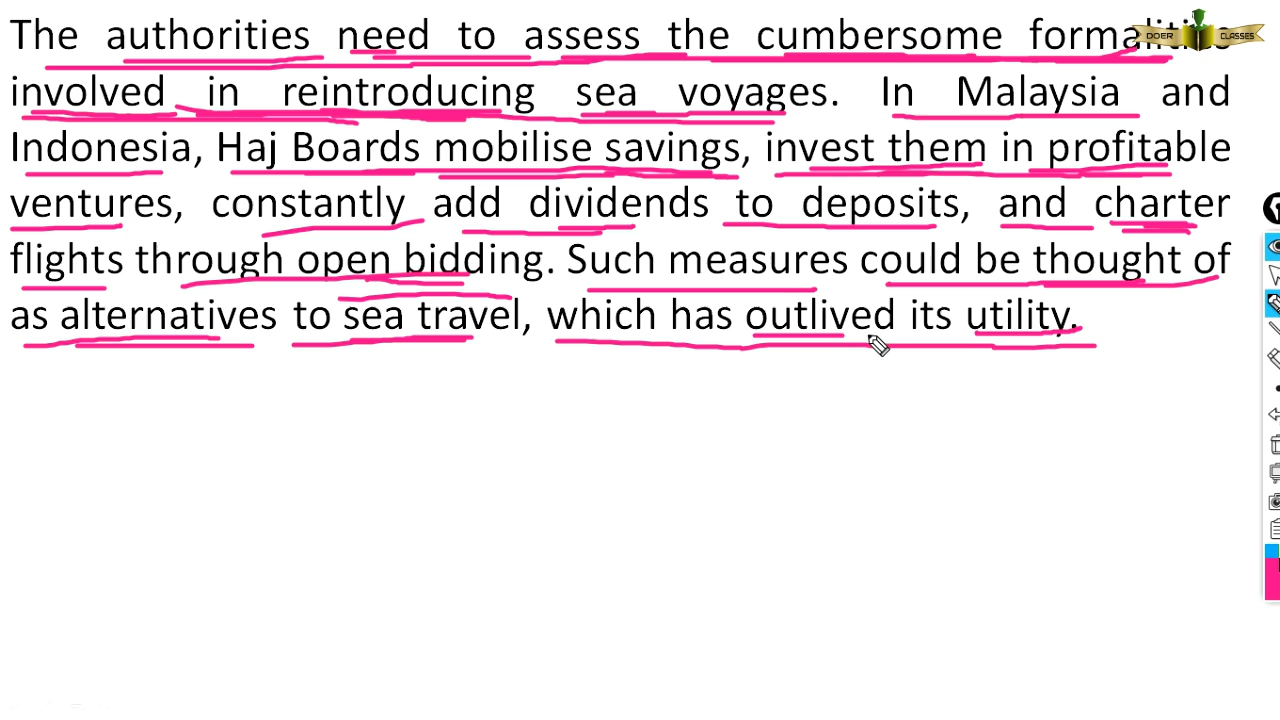 The authorities need to assess the cumbersome formalities
DOER CLASSES
involved in reintroducing sea voyages. In Malaysia and
Indonesia, Haj Boards mobilise savings, invest them in profitable
ventures, constantly add dividends to deposits, and charter
flights through open bidding. Such measures could be thought of
as alternatives to sea travel, which has outlived its utility.